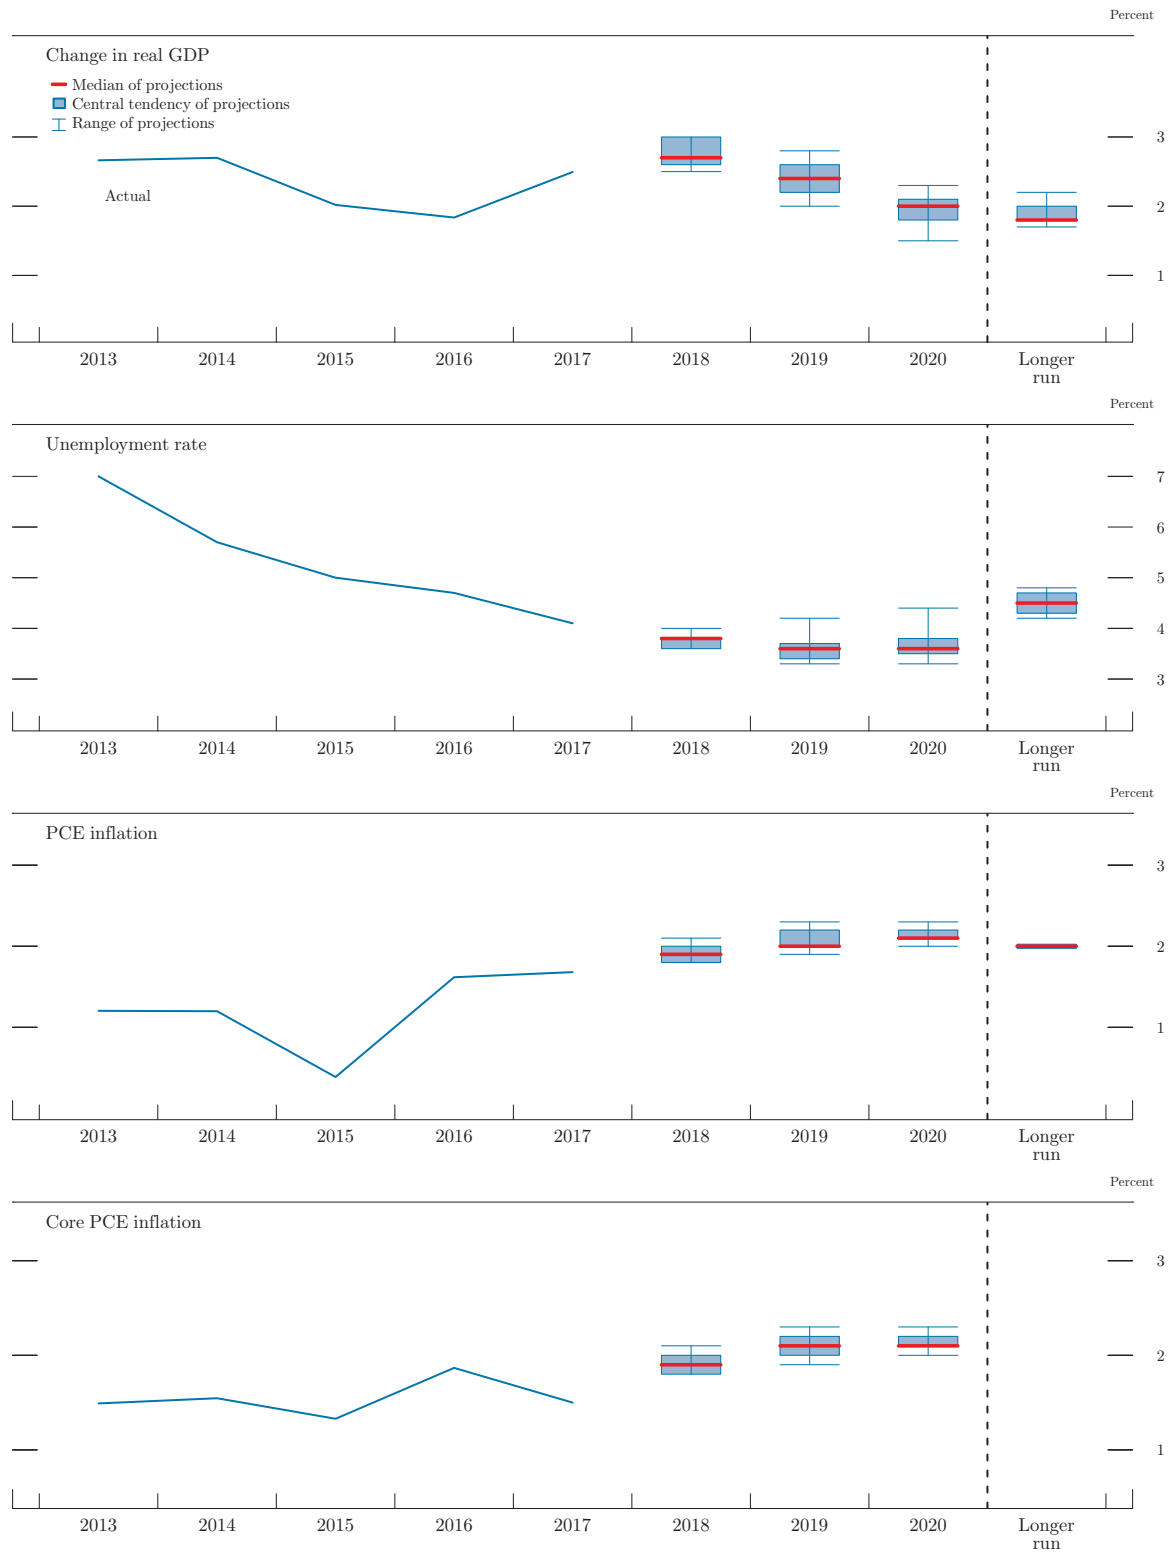 Percent
Change in real GDP
Median of projections
Central tendency of projections
Range of projections
Actual
3
2
1
2013 2014 2015 2016 2017 2018 2019 2020 Longer
run
Percent
Unemployment rate
7
6
5
4
3
2013 2014 2015 2016 2017 2018 2019 2020 Longer
run
Percent
PCE inflation
3
2
1
2013 2014 2015 2016 2017 2018 2019 2020 Longer
run
Percent
Core PCE inflation
3
2
1
2013 2014 2015 2016 2017 2018 2019 2020 Longer
run